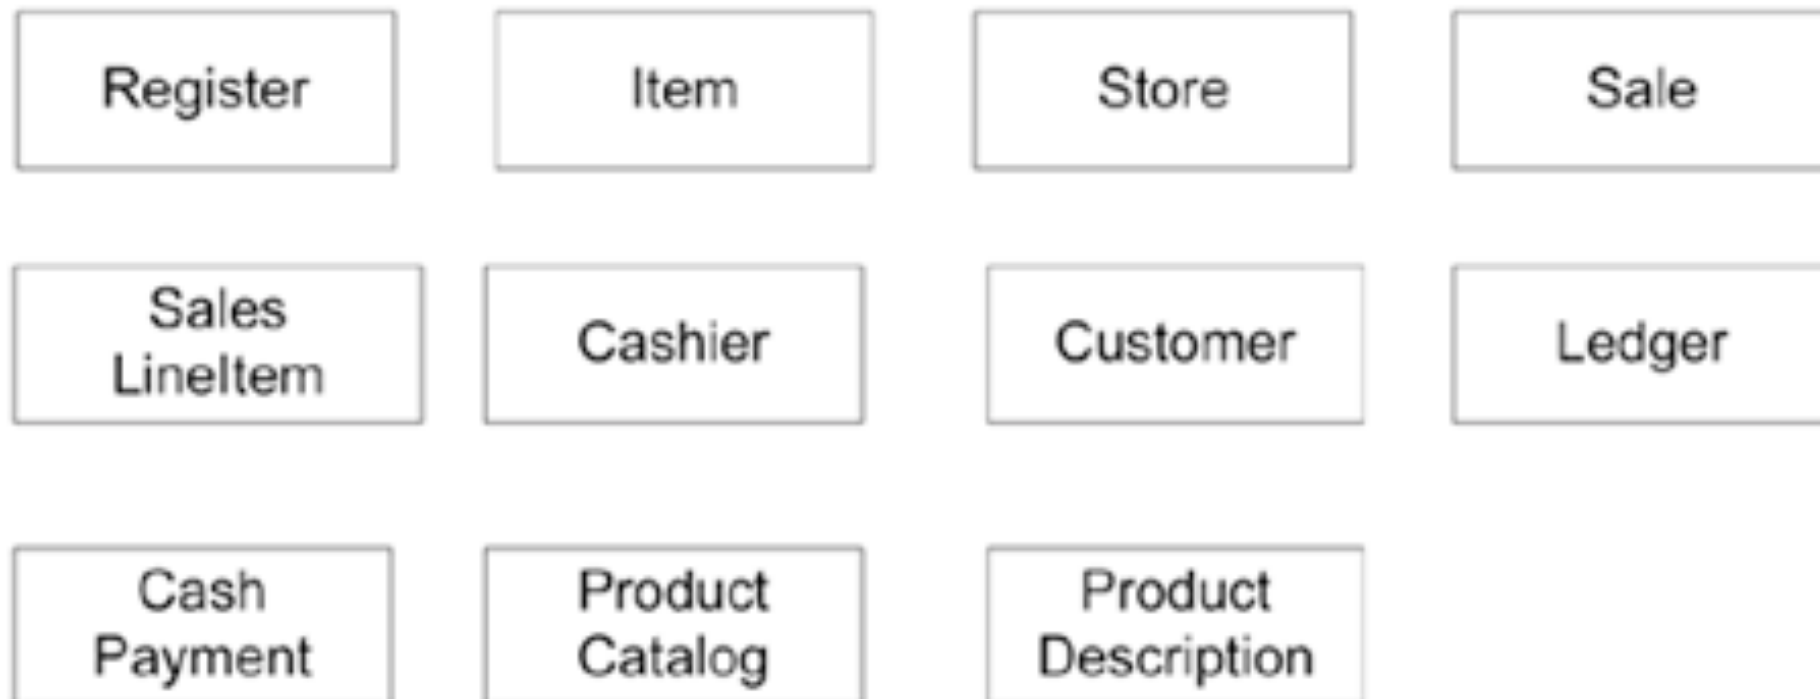 Register
Item
Store
Sale
Sales
LineItem
Cashier
Customer
Ledger
Cash
Payment
Product
Catalog
Product
Description